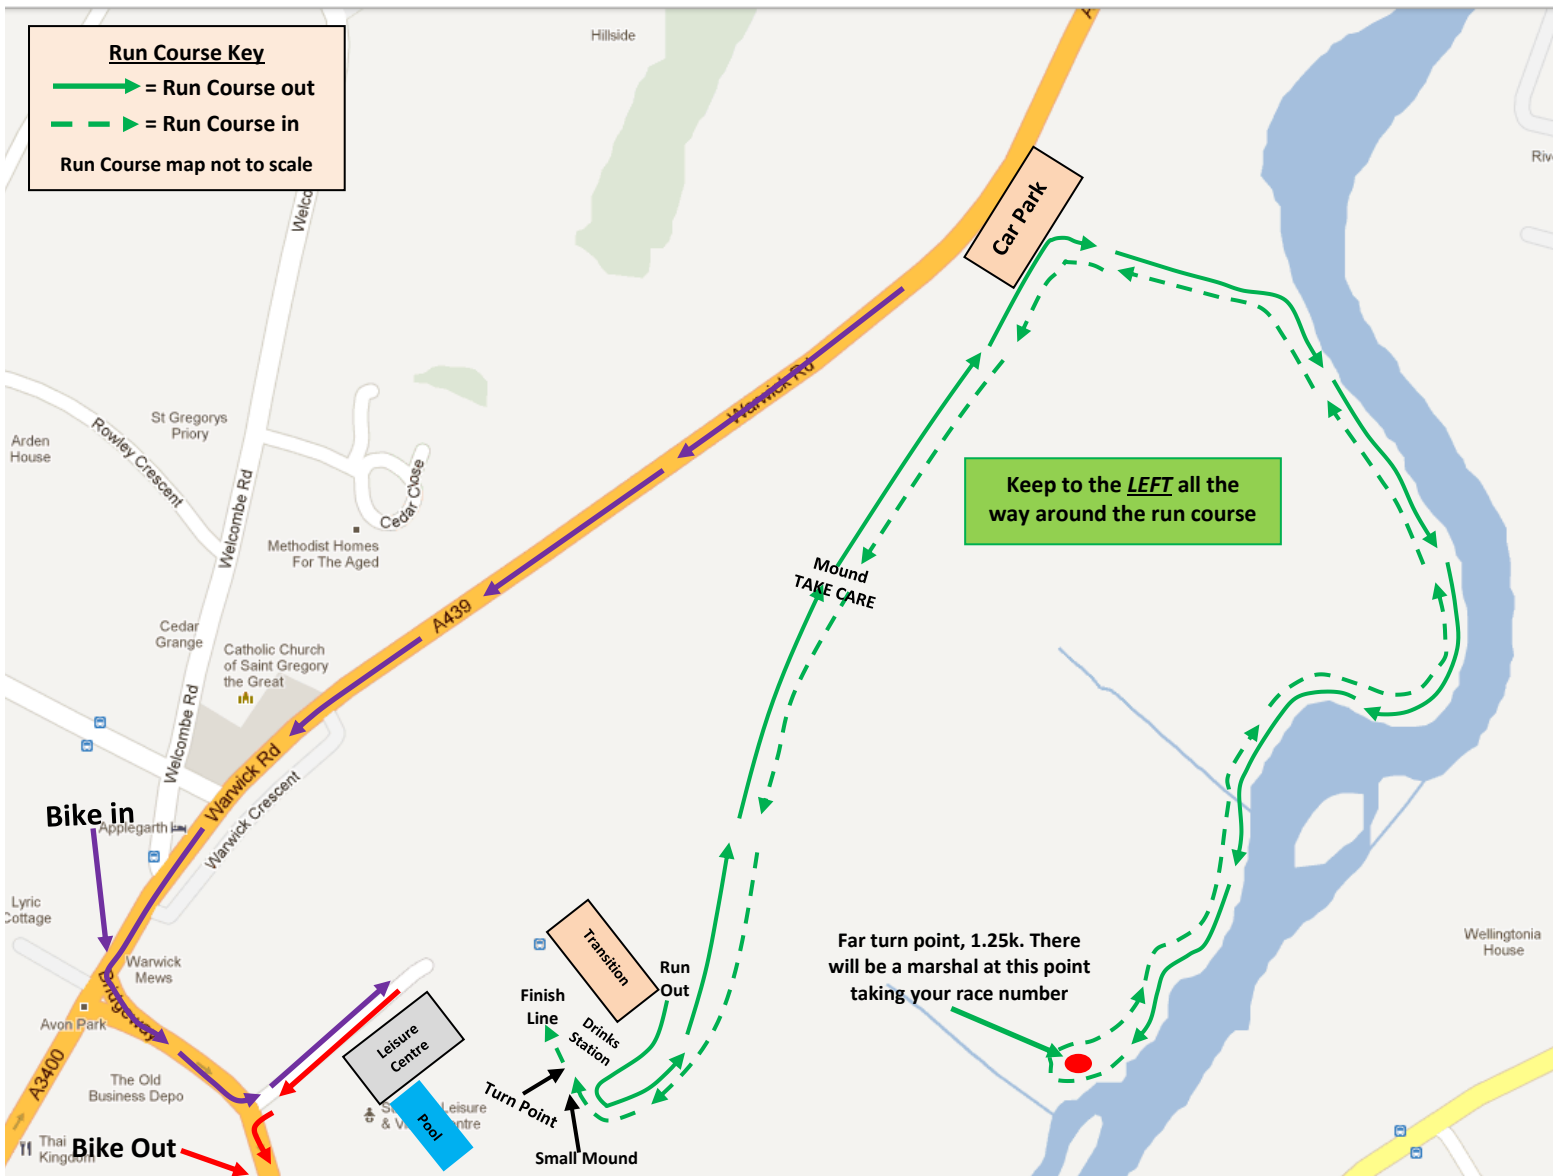 Run Course Key
= Run Course out
= Run Course in
Run Course map not to scale
Hillside
Welco
Car Park
Warwick Rd
St Gregorys
Priory
Arden
House
Rowley Crescent
Welcombe Rd
Cedar Close
Methodist Homes
For The Aged
Keep to the LEFT all the
way around the run course
Mound
TAKE CARE
A439
Cedar
Grange
Catholic Church
of Saint Gregory
the Great
Welcombe Rd
Warwick Rd
Warwick Crescent
Bike in
Applegarth
Lyric
Cottage
Warwick
Mews
Bridgeway
Avon Park
A3400
The Old
Business Depo
Thai
Kingdom
Bike Out
Leisure
Centre
Pool
Leisure
Transition
Run
Out
Finish
Line
Drinks
Station
Turn Point
Small Mound
Far turn point, 1.25k. There
will be a marshal at this point
taking your race number
Wellingtonia
House